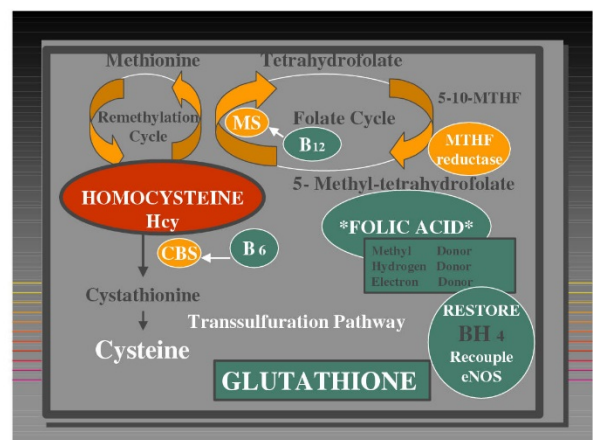 Methionine
Tetrahydrofolate
5-10-MTHF
Remethylation
Cycle
MS
Folate Cycle
B12
MTHF
reductase
5- Methyl-tetrahydrofolate
HOMOCYSTEINE
Hcy
*FOLIC ACID*
CBS
B 6
Methyl Donor
Hydrogen Donor
Electron Donor
Cystathionine
Transsulfuration Pathway
Cysteine
RESTORE
BH 4
Recouple
eNOS
GLUTATHIONE